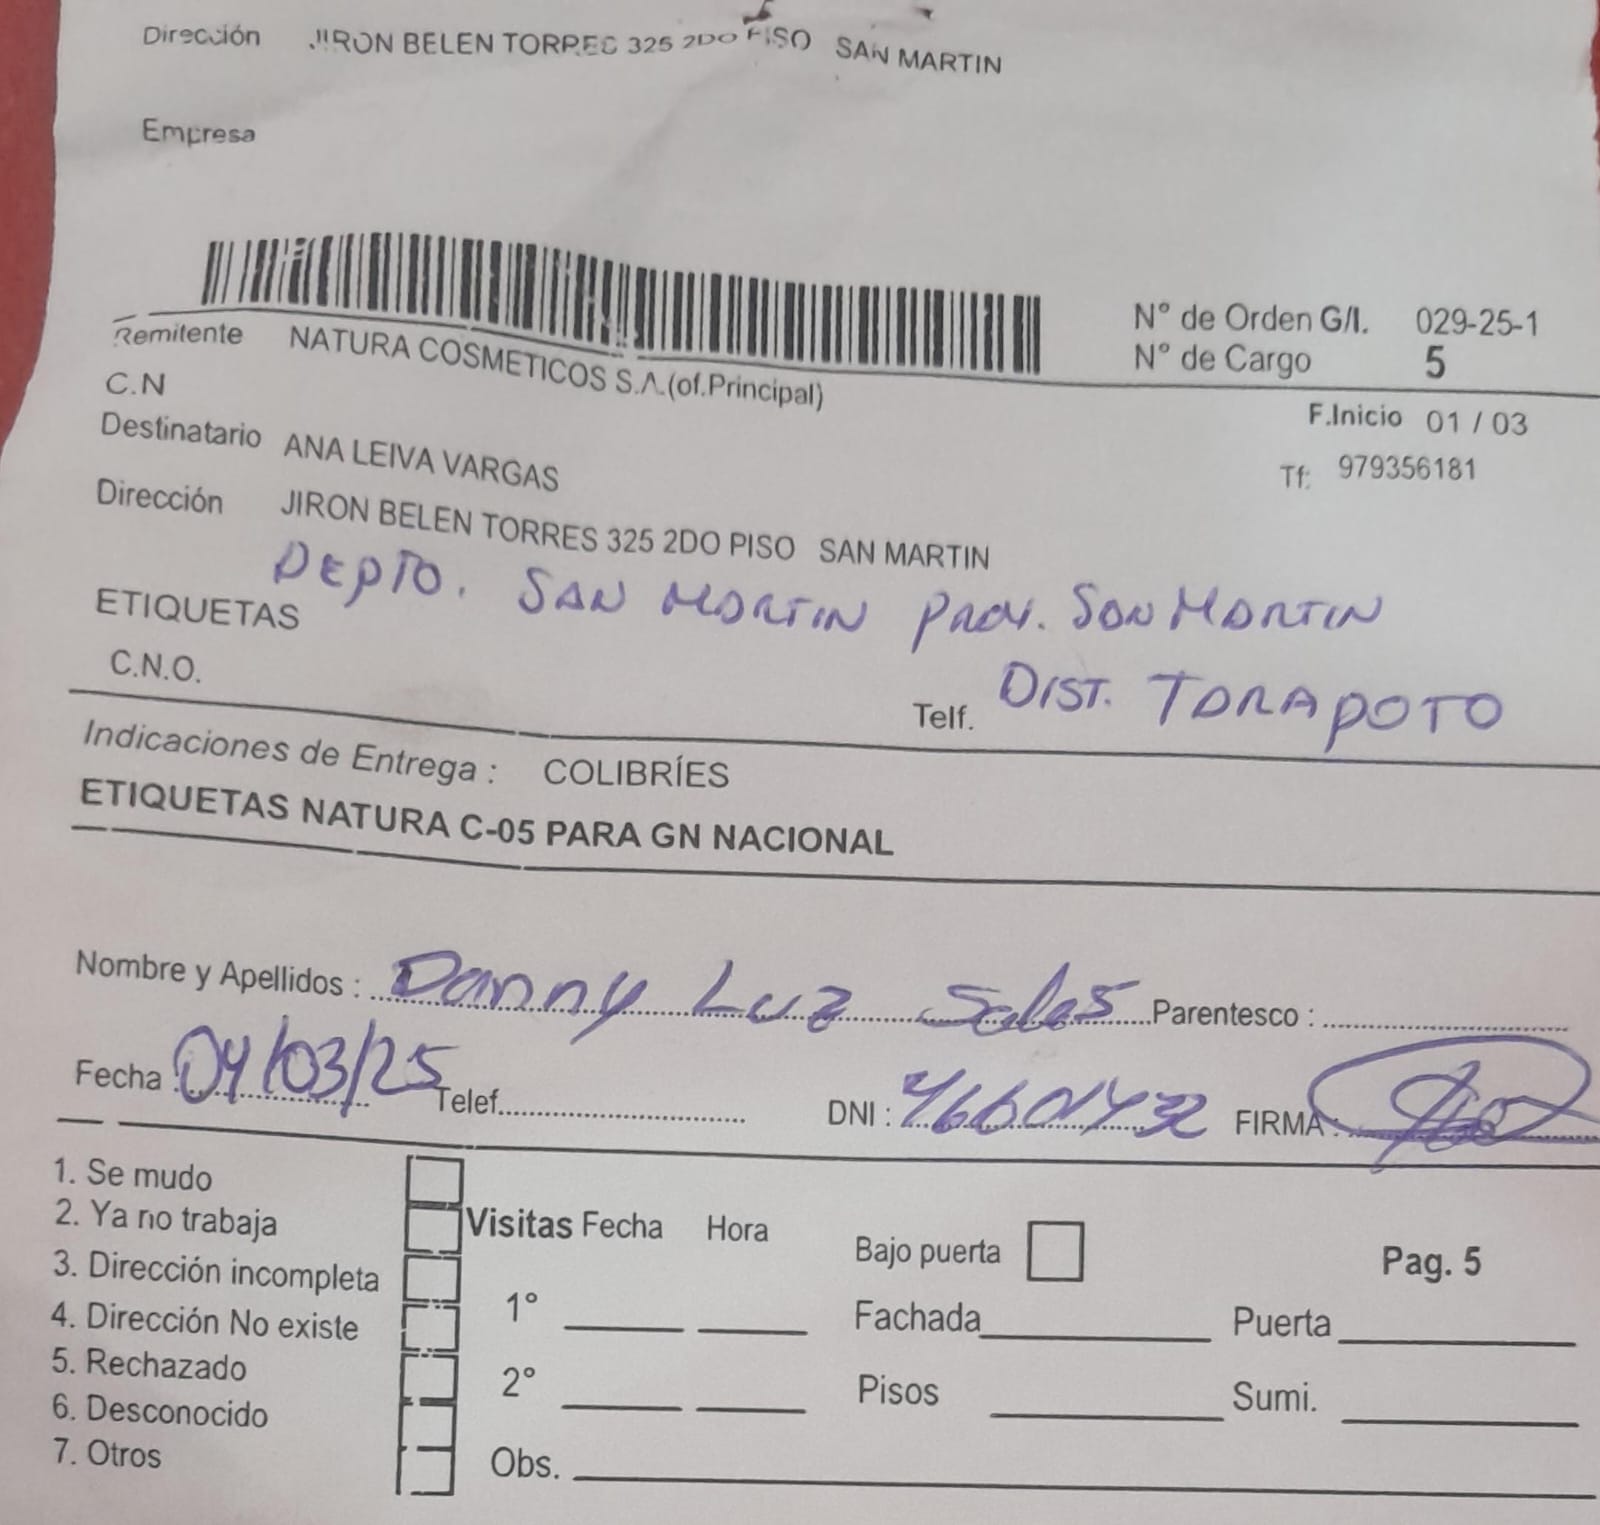 Dirección JIRON BELEN TORRES 325 2DO PISO SAN MARTIN
Empresa
N° de Orden G/I. 029-25-1
N° de Cargo 5
Remitente NATURA COSMETICOS S.A.(of.Principal)
C.N
F.Inicio 01 / 03
Destinatario ANA LEIVA VARGAS
Tf: 979356181
Dirección JIRON BELEN TORRES 325 2DO PISO SAN MARTIN
DEPTO. SAN MARTIN PROV. SAN MARTIN
ETIQUETAS
DIST. TARAPOTO
C.N.O.
Telf.
Indicaciones de Entrega : COLIBRÍES
ETIQUETAS NATURA C-05 PARA GN NACIONAL
Nombre y Apellidos : Danny Luz Salas Parentesco :
Fecha : 04/03/25 Telef. DNI : 46601432 FIRMA :
1. Se mudo
2. Ya no trabaja
3. Dirección incompleta
4. Dirección No existe
5. Rechazado
6. Desconocido
7. Otros
Visitas Fecha Hora
1°
2°
Obs.
Bajo puerta
Pag. 5
Fachada Puerta
Pisos Sumi.